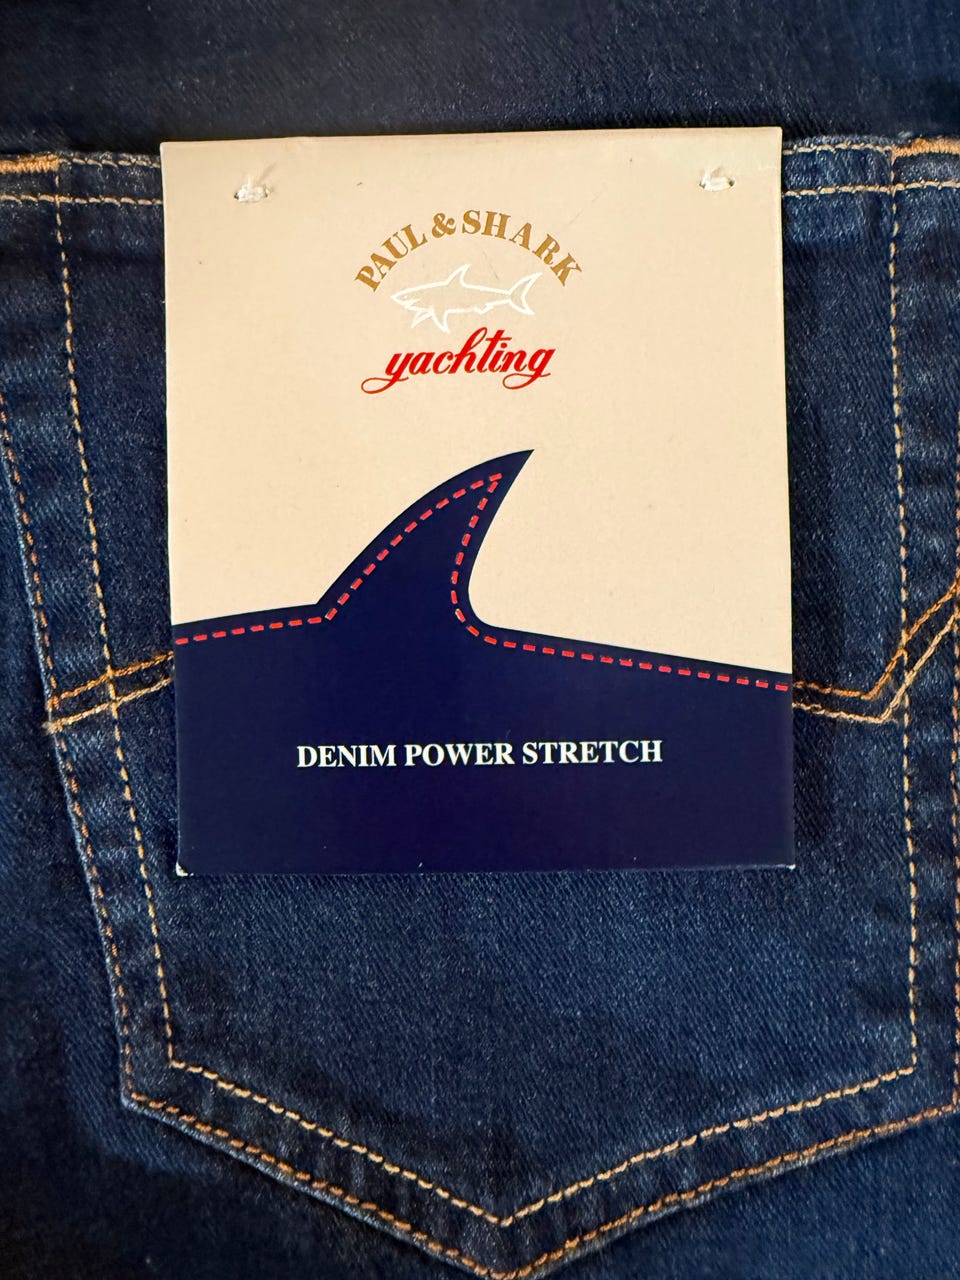 PAUL & SHARK
yachting
DENIM POWER STRETCH